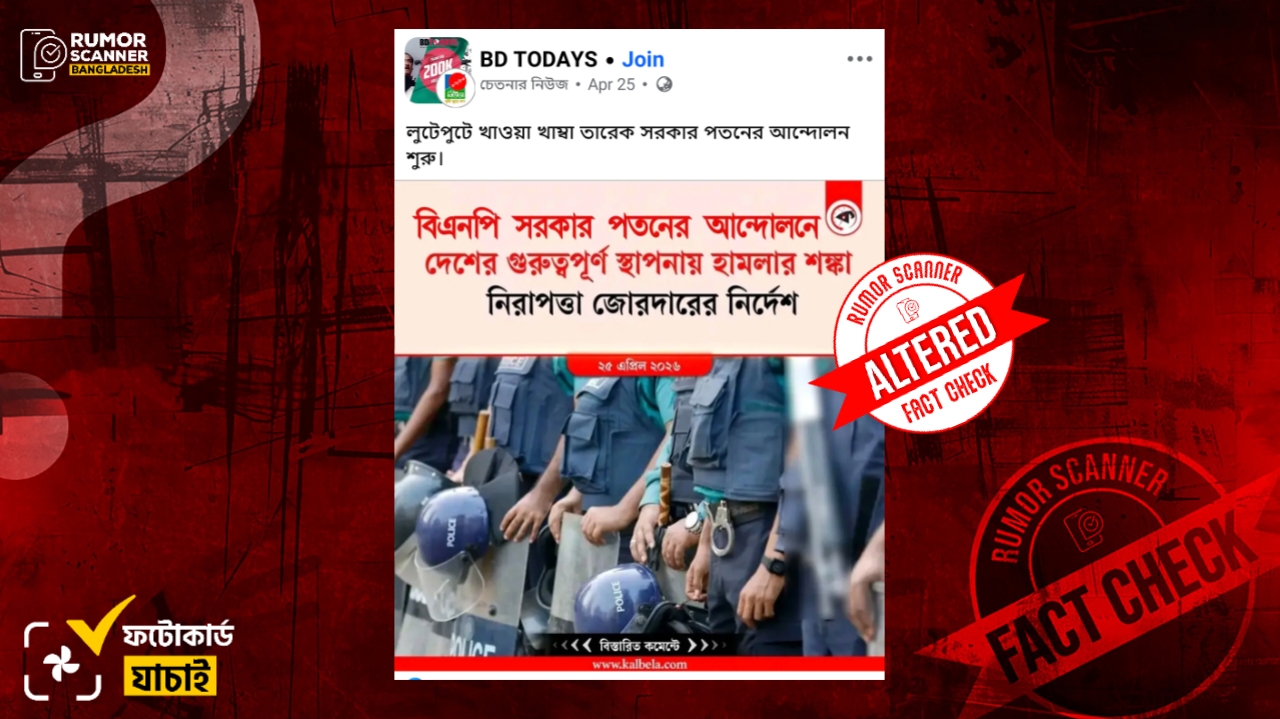 RUMOR
SCANNER
BANGLADESH
BD TODAYS • Join
চেতনার নিউজ • Apr 25 •
লুটেপুটে খাওয়া খাম্বা তারেক সরকার পতনের আন্দোলন
শুরু।
বিএনপি সরকার পতনের আন্দোলনে
দেশের গুরুত্বপূর্ণ স্থাপনায় হামলার শঙ্কা
নিরাপত্তা জোরদারের নির্দেশ
২৫ এপ্রিল ২০২৬
200K
ক
POLICE
POLICE
POLICE
বিস্তারিত কমেন্টে
www.kalbela.com
RUMOR SCANNER
ALTERED
FACT CHECK
RUMOR SCANNER
FACT CHECK
ফটোকার্ড
যাচাই